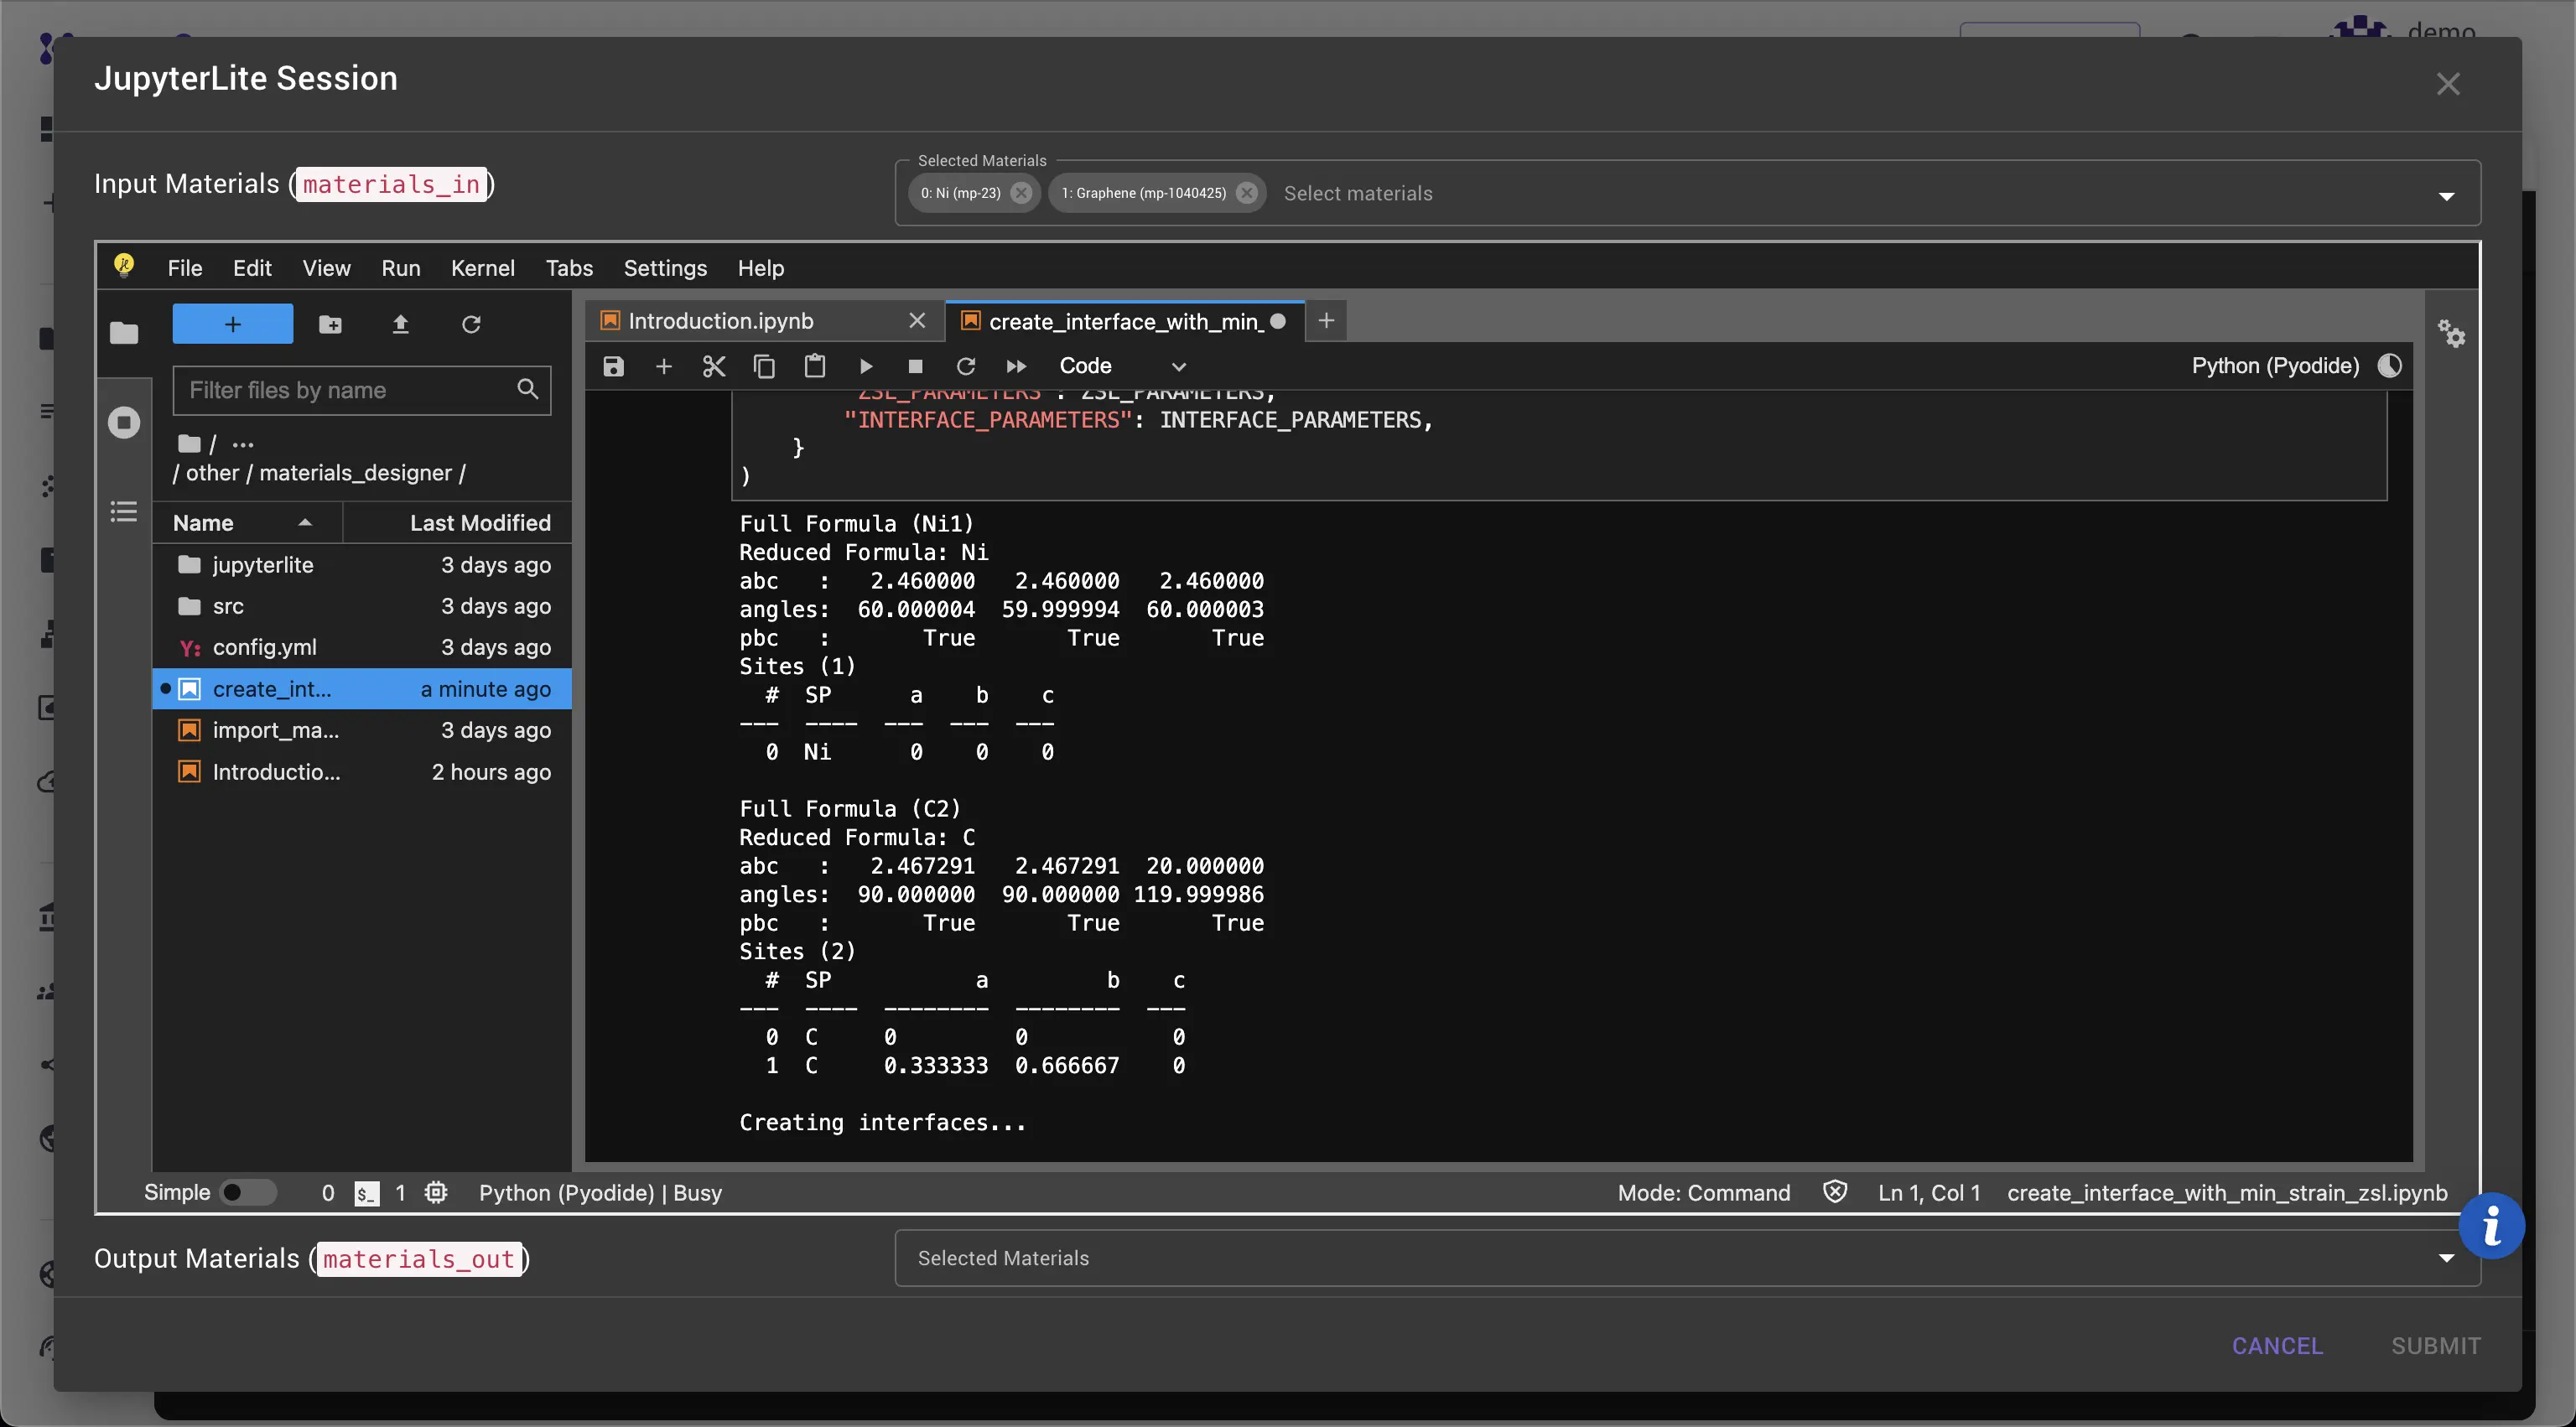 demo
JupyterLite Session
Input Materials (materials_in)
Selected Materials
0: Ni (mp-23) 1: Graphene (mp-1040425) Select materials
File Edit View Run Kernel Tabs Settings Help
Introduction.ipynb create_interface_with_min_
Code
Python (Pyodide)
Filter files by name
/ ...
/ other / materials_designer /
Name Last Modified
jupyterlite 3 days ago
src 3 days ago
config.yml 3 days ago
create_int... a minute ago
import_ma... 3 days ago
Introductio... 2 hours ago
"ZSL_PARAMETERS": ZSL_PARAMETERS,
"INTERFACE_PARAMETERS": INTERFACE_PARAMETERS,
}
)
Full Formula (Ni1)
Reduced Formula: Ni
abc : 2.460000 2.460000 2.460000
angles: 60.000004 59.999994 60.000003
pbc : True True True
Sites (1)
# SP a b c
--- ---- --- --- ---
0 Ni 0 0 0
Full Formula (C2)
Reduced Formula: C
abc : 2.467291 2.467291 20.000000
angles: 90.000000 90.000000 119.999986
pbc : True True True
Sites (2)
# SP a b c
--- ---- -------- -------- ---
0 C 0 0 0
1 C 0.333333 0.666667 0
Creating interfaces...
Simple 0 $_ 1 Python (Pyodide) | Busy
Mode: Command Ln 1, Col 1 create_interface_with_min_strain_zsl.ipynb
Output Materials (materials_out)
Selected Materials
CANCEL SUBMIT